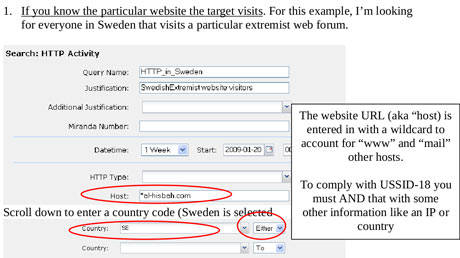 1. If you know the particular website the target visits. For this example, I’m looking
for everyone in Sweden that visits a particular extremist web forum.
Search: HTTP Activity
Query Name: HTTP_in_Sweden
Justification: SwedishExtremistwebsite visitors
Additional Justification:
Miranda Number:
Datetime: 1 Week Start: 2009-01-20
HTTP Type:
Host: *alHisbah.com
Scroll down to enter a country code (Sweden is selected
Country: SE Either
Country: To
The website URL (aka “host) is
entered in with a wildcard to
account for “www” and “mail”
other hosts.
To comply with USSID-18 you
must AND that with some
other information like an IP or
country